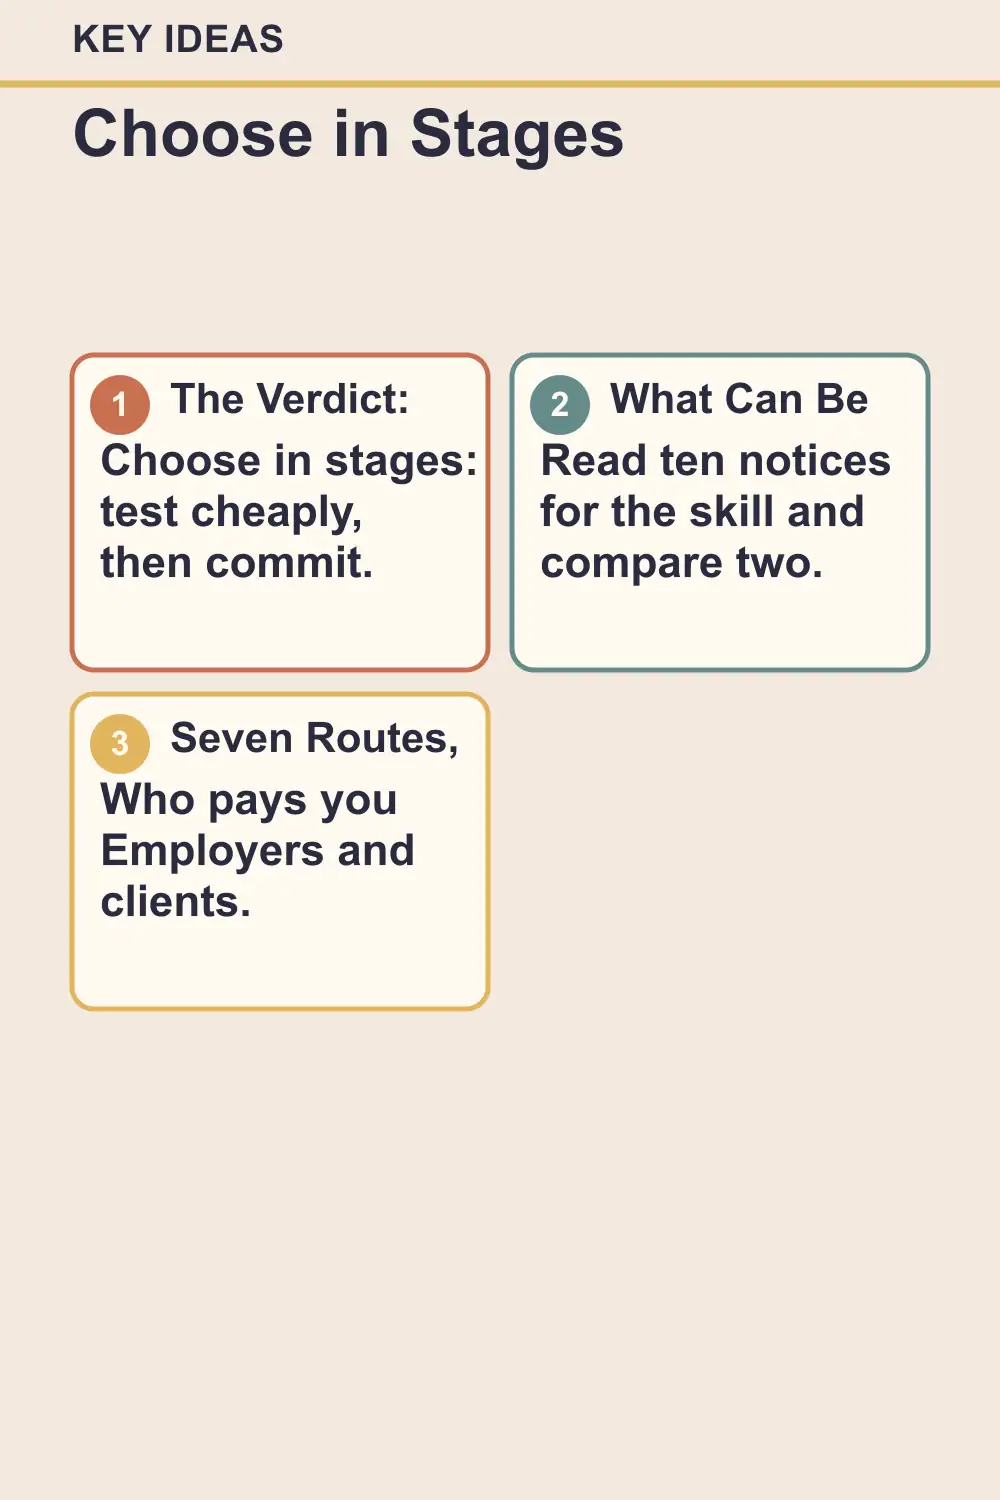 KEY IDEAS
Choose in Stages
1 The Verdict:
Choose in stages:
test cheaply,
then commit.
2 What Can Be
Read ten notices
for the skill and
compare two.
3 Seven Routes,
Who pays you
Employers and
clients.